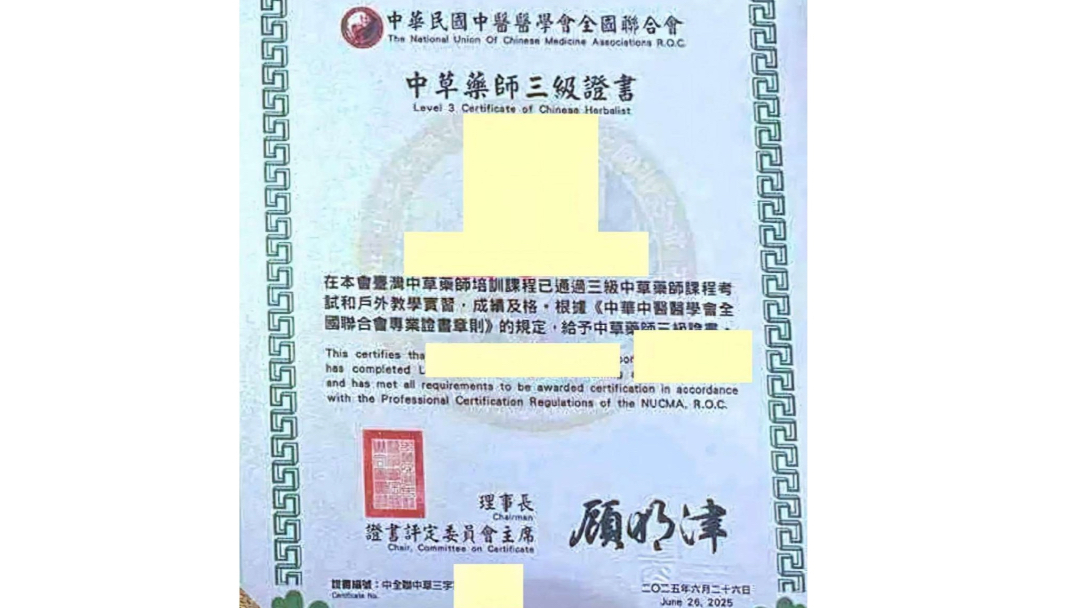 中華民國中醫醫學會全國聯合會
The National Union Of Chinese Medicine Associations R.O.C.
中草藥師三級證書
Level 3 Certificate of Chinese Herbalist
在本會臺灣中草藥師培訓課程已通過三級中草藥師課程考
試和戶外教學實習，成績及格。根據《中華中醫醫學會全
國聯合會專業證書章則》的規定，給予中草藥師三級證書。
This certifies
has completed
and has met all requirements to be awarded certification in accordance
with the Professional Certification Regulations of the NUCMA, R.O.C.
理事長
Chairman
證書評定委員會主席
Chair, Committee on Certificate
顧明津
證書編號：中全聯中草三字
Certificate No.
二〇二五年六月二十六日
June 26, 2025